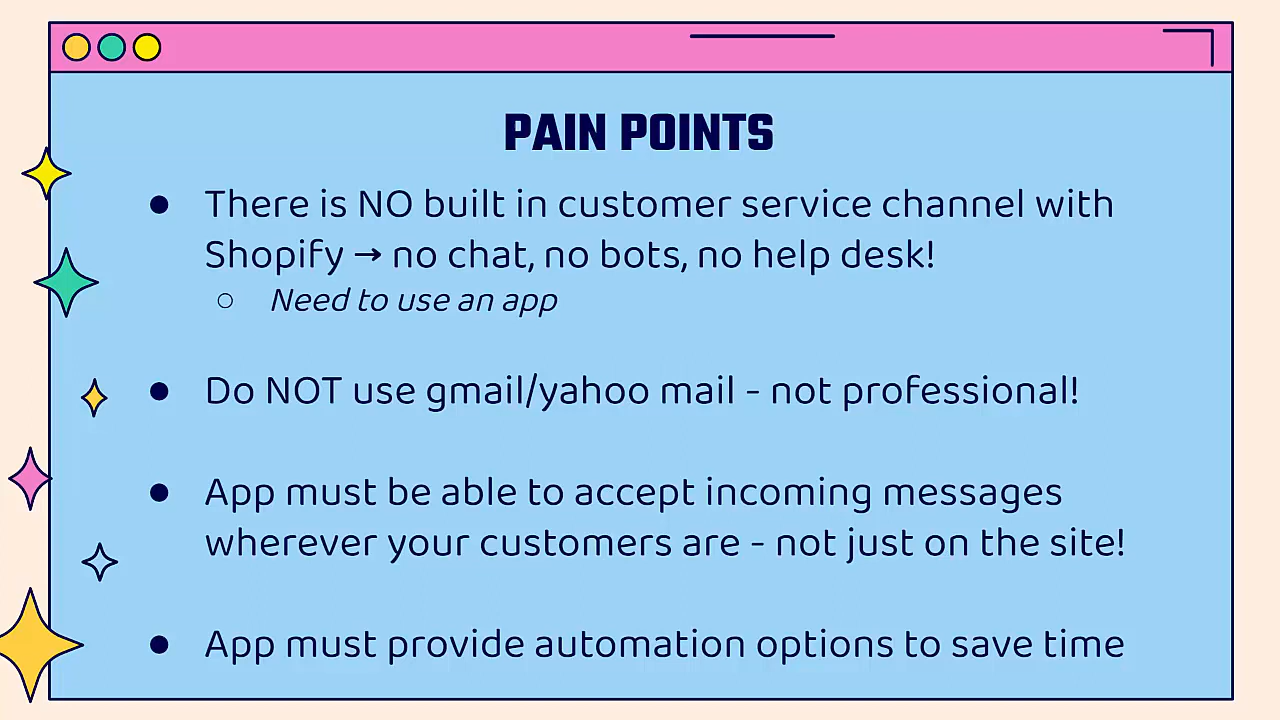 PAIN POINTS
● There is NO built in customer service channel with
Shopify → no chat, no bots, no help desk!
○ Need to use an app
● Do NOT use gmail/yahoo mail - not professional!
● App must be able to accept incoming messages
wherever your customers are - not just on the site!
● App must provide automation options to save time